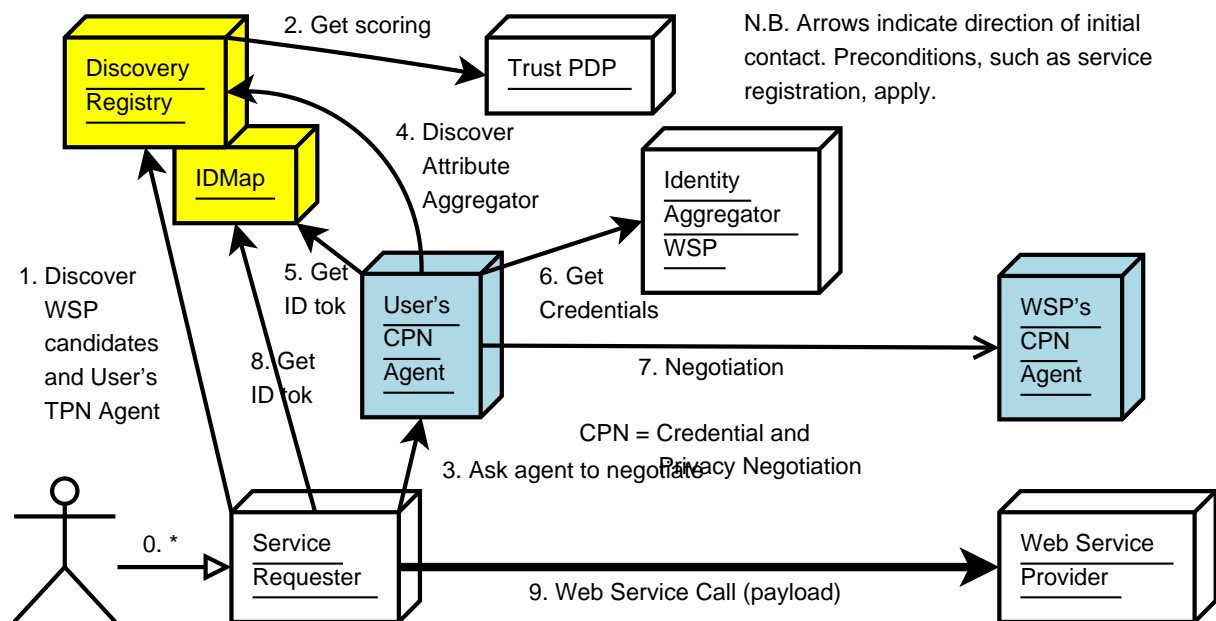 2. Get scoring
N.B. Arrows indicate direction of initial
contact. Preconditions, such as service
registration, apply.
Discovery
Registry
Trust PDP
4. Discover
Attribute
Aggregator
IDMap
Identity
Aggregator
WSP
1. Discover
WSP
candidates
and User's
TPN Agent
5. Get
ID tok
6. Get
Credentials
User's
CPN
Agent
WSP's
CPN
Agent
8. Get
ID tok
7. Negotiation
CPN = Credential and
Privacy Negotiation
3. Ask agent to negotiate
0. *
Service
Requester
Web Service
Provider
9. Web Service Call (payload)